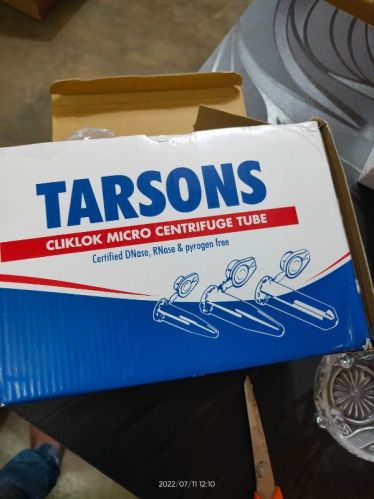 TARSONS
CLIKLOK MICRO CENTRIFUGE TUBE
Certified DNase, RNase & pyrogen free
2022/07/11 12:10